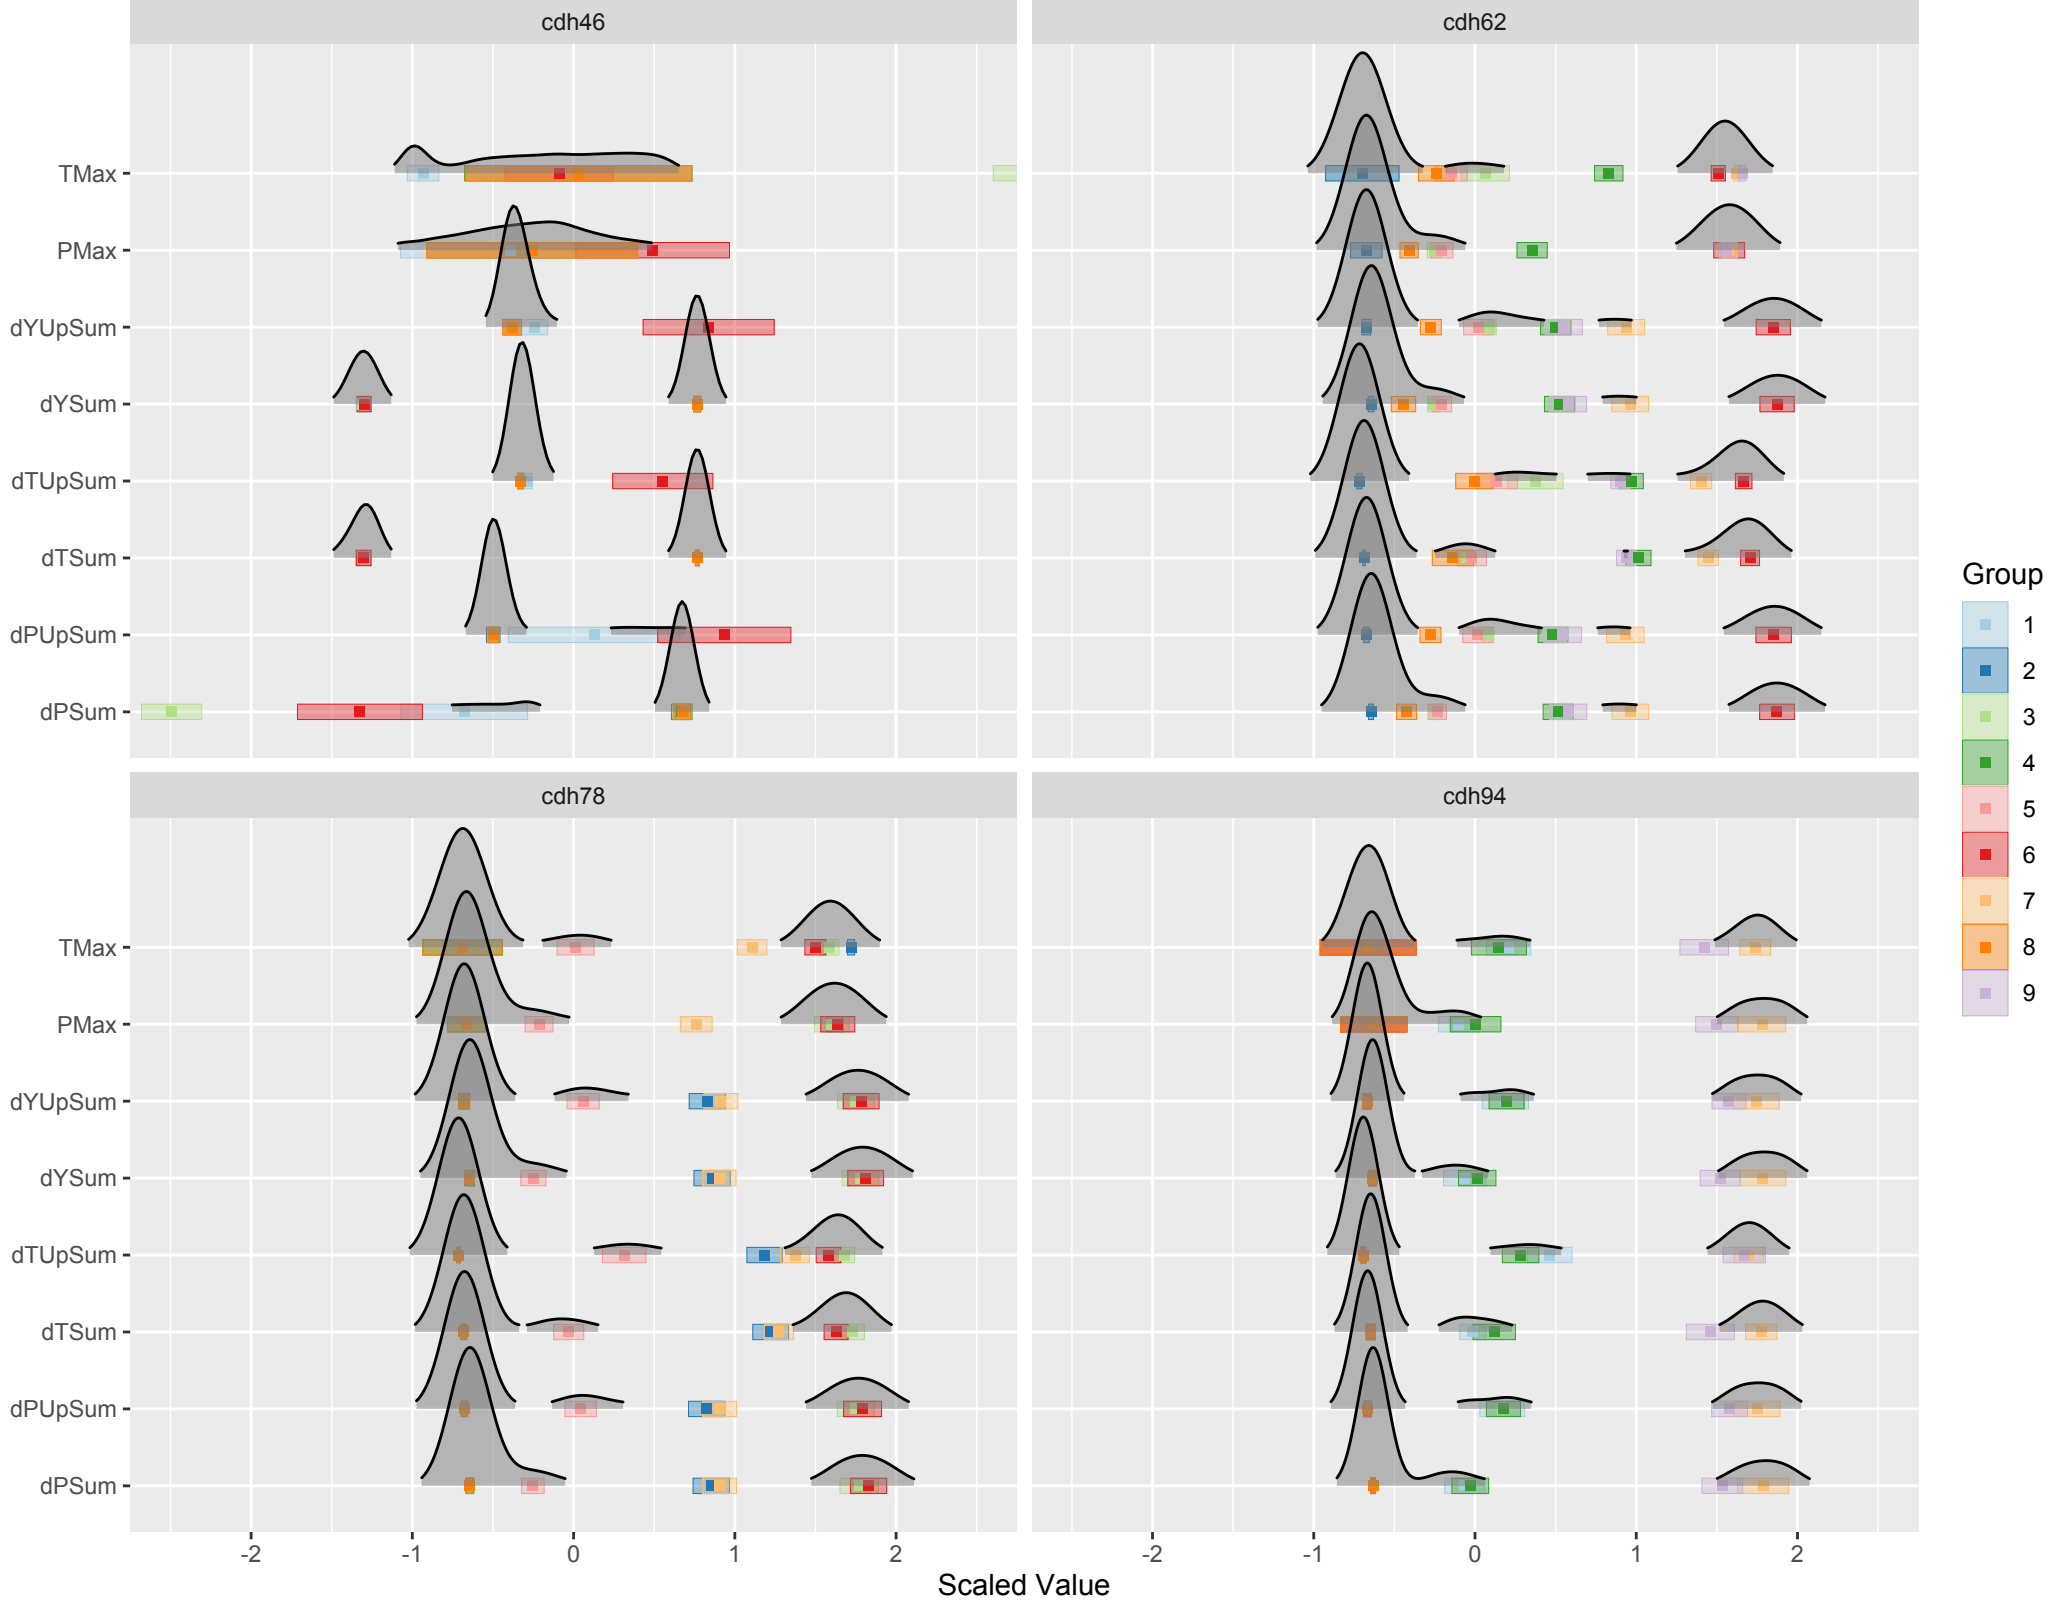 cdh46
cdh62
TMax
PMax
dYUpSum
dYSum
dTUpSum
dTSum
dPUpSum
dPSum
cdh78
cdh94
TMax
PMax
dYUpSum
dYSum
dTUpSum
dTSum
dPUpSum
dPSum
-2 -1 0 1 2 -2 -1 0 1 2
Scaled Value
Group
1
2
3
4
5
6
7
8
9